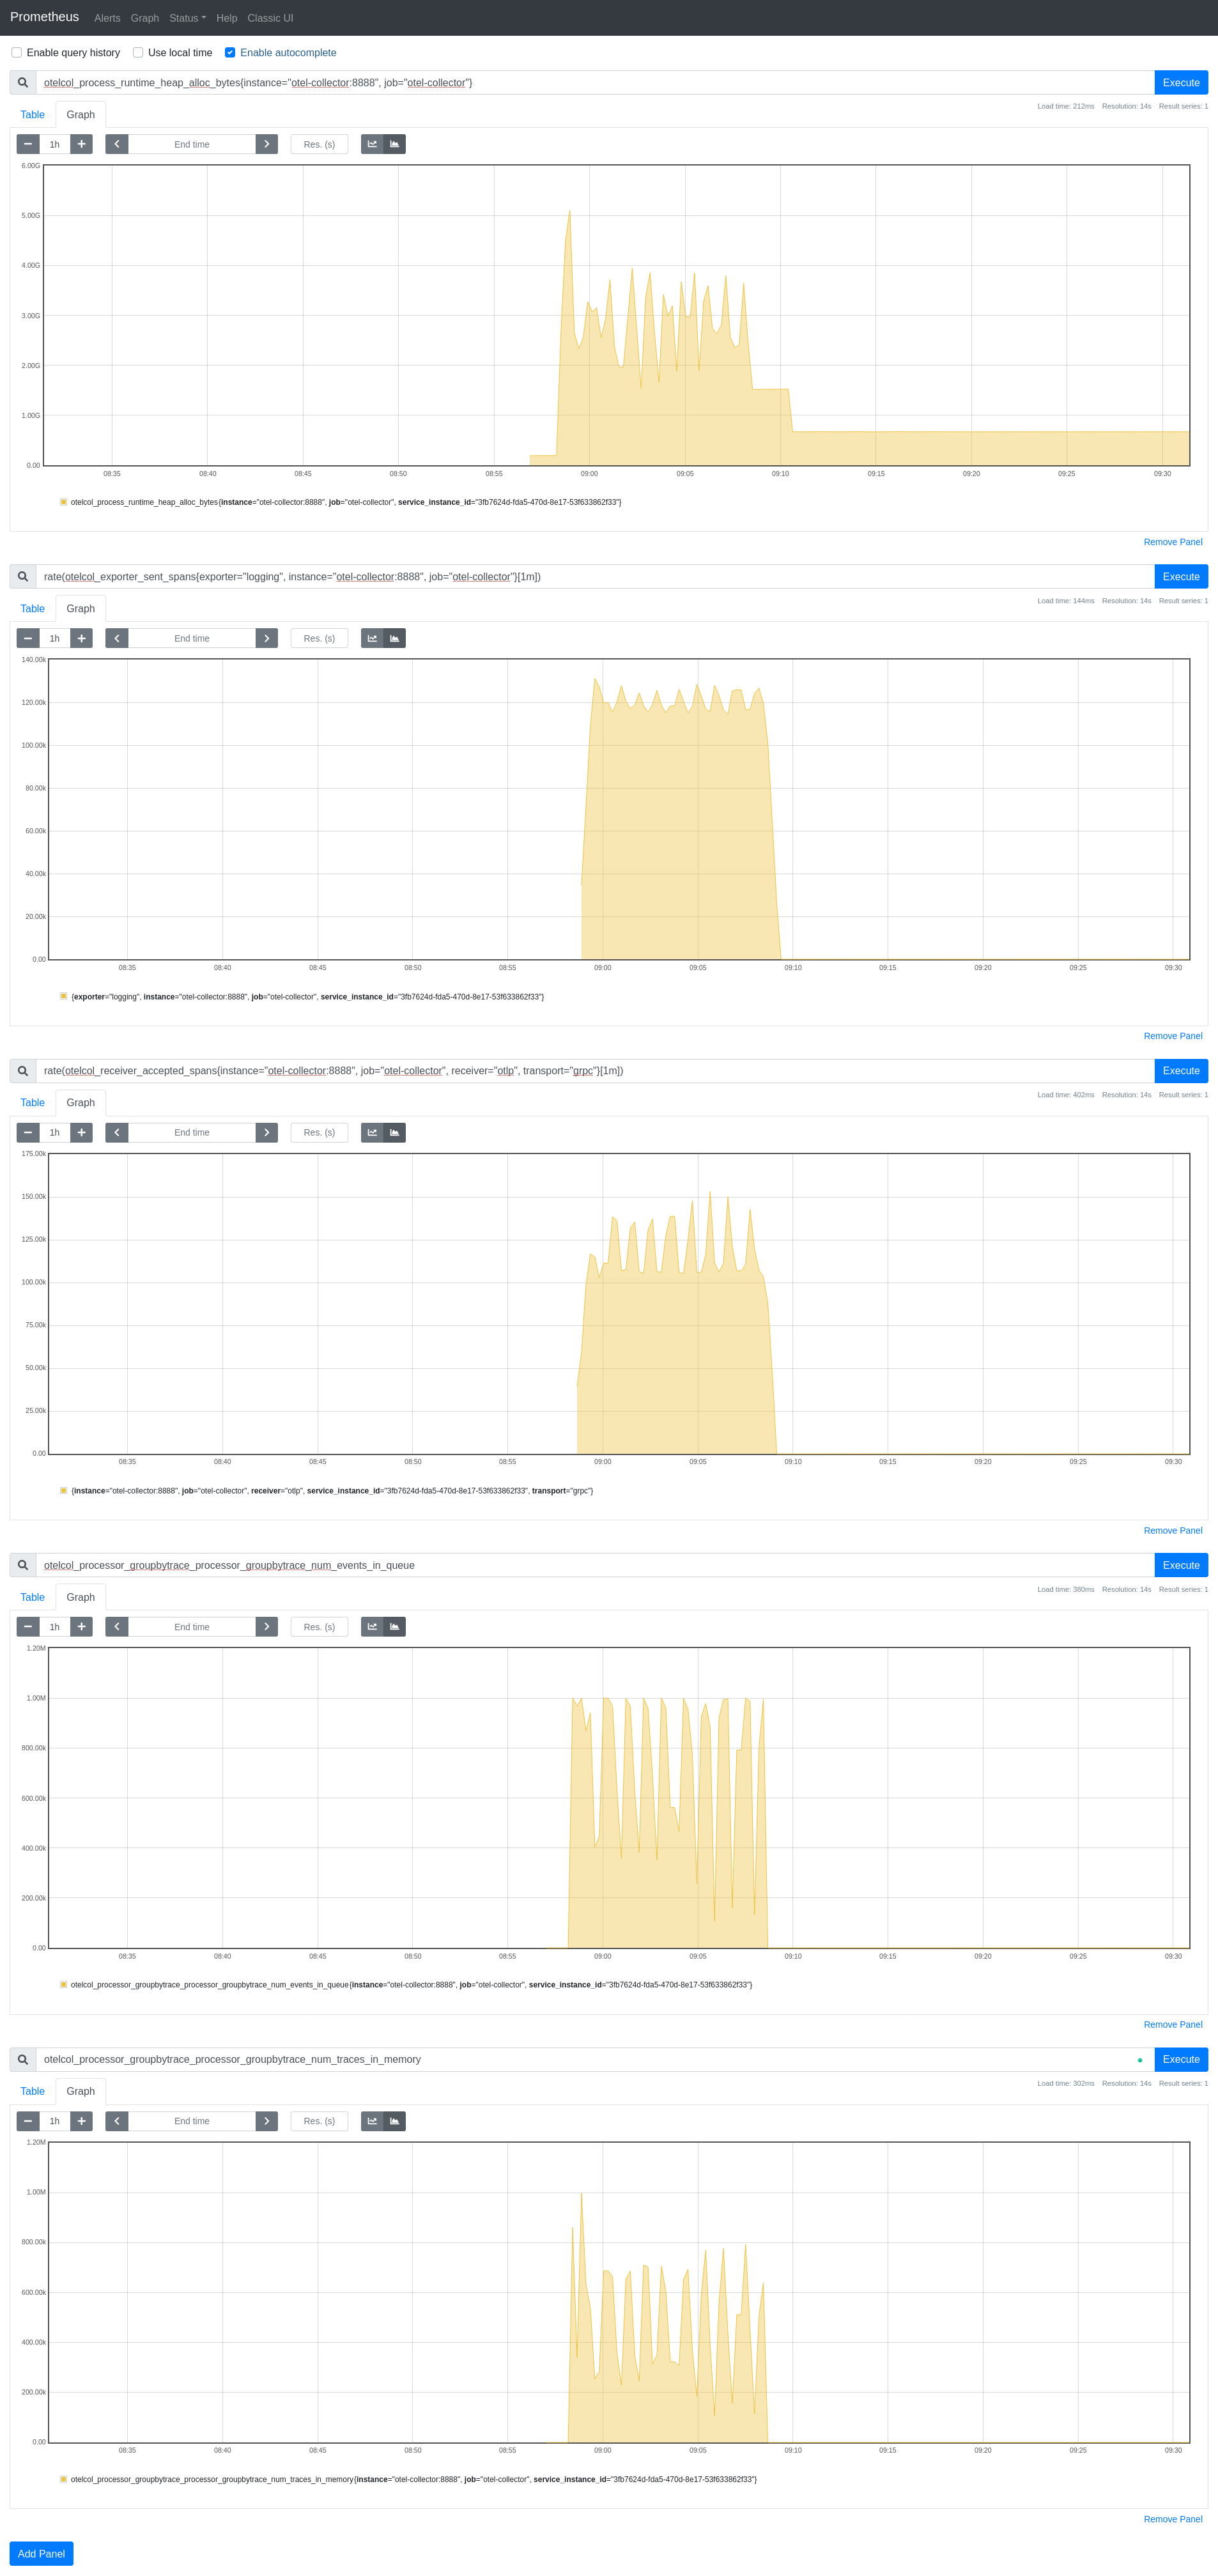 Prometheus Alerts Graph Status Help Classic UI
Enable query history Use local time Enable autocomplete
otelcol_process_runtime_heap_alloc_bytes{instance="otel-collector:8888", job="otel-collector"} Execute
Load time: 212ms Resolution: 14s Result series: 1
Table Graph
1h End time Res. (s)
6.00G
5.00G
4.00G
3.00G
2.00G
1.00G
0.00
08:35 08:40 08:45 08:50 08:55 09:00 09:05 09:10 09:15 09:20 09:25 09:30
otelcol_process_runtime_heap_alloc_bytes{instance="otel-collector:8888", job="otel-collector", service_instance_id="3fb7624d-fda5-470d-8e17-53f633862f33"}
Remove Panel
rate(otelcol_exporter_sent_spans{exporter="logging", instance="otel-collector:8888", job="otel-collector"}[1m]) Execute
Load time: 144ms Resolution: 14s Result series: 1
Table Graph
1h End time Res. (s)
140.00k
120.00k
100.00k
80.00k
60.00k
40.00k
20.00k
0.00
08:35 08:40 08:45 08:50 08:55 09:00 09:05 09:10 09:15 09:20 09:25 09:30
{exporter="logging", instance="otel-collector:8888", job="otel-collector", service_instance_id="3fb7624d-fda5-470d-8e17-53f633862f33"}
Remove Panel
rate(otelcol_receiver_accepted_spans{instance="otel-collector:8888", job="otel-collector", receiver="otlp", transport="grpc"}[1m]) Execute
Load time: 402ms Resolution: 14s Result series: 1
Table Graph
1h End time Res. (s)
175.00k
150.00k
125.00k
100.00k
75.00k
50.00k
25.00k
0.00
08:35 08:40 08:45 08:50 08:55 09:00 09:05 09:10 09:15 09:20 09:25 09:30
{instance="otel-collector:8888", job="otel-collector", receiver="otlp", service_instance_id="3fb7624d-fda5-470d-8e17-53f633862f33", transport="grpc"}
Remove Panel
otelcol_processor_groupbytrace_processor_groupbytrace_num_events_in_queue Execute
Load time: 380ms Resolution: 14s Result series: 1
Table Graph
1h End time Res. (s)
1.20M
1.00M
800.00k
600.00k
400.00k
200.00k
0.00
08:35 08:40 08:45 08:50 08:55 09:00 09:05 09:10 09:15 09:20 09:25 09:30
otelcol_processor_groupbytrace_processor_groupbytrace_num_events_in_queue{instance="otel-collector:8888", job="otel-collector", service_instance_id="3fb7624d-fda5-470d-8e17-53f633862f33"}
Remove Panel
otelcol_processor_groupbytrace_processor_groupbytrace_num_traces_in_memory Execute
Load time: 302ms Resolution: 14s Result series: 1
Table Graph
1h End time Res. (s)
1.20M
1.00M
800.00k
600.00k
400.00k
200.00k
0.00
08:35 08:40 08:45 08:50 08:55 09:00 09:05 09:10 09:15 09:20 09:25 09:30
otelcol_processor_groupbytrace_processor_groupbytrace_num_traces_in_memory{instance="otel-collector:8888", job="otel-collector", service_instance_id="3fb7624d-fda5-470d-8e17-53f633862f33"}
Remove Panel
Add Panel